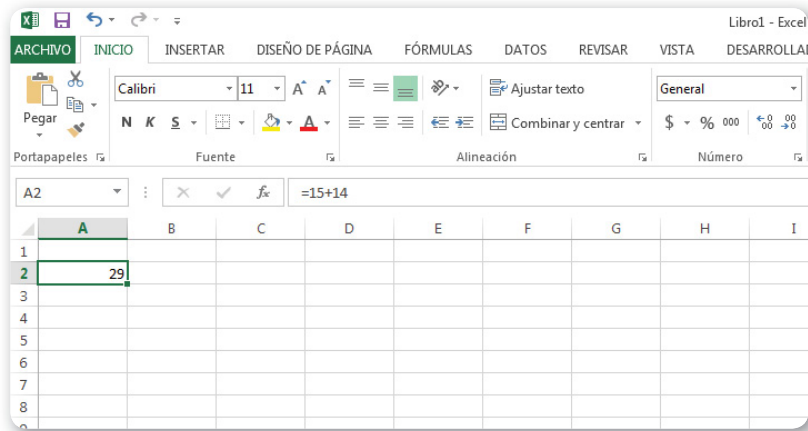 Libro1 - Excel
ARCHIVO INICIO INSERTAR DISEÑO DE PÁGINA FÓRMULAS DATOS REVISAR VISTA
Calibri 11 A A Ajustar texto General
Pegar N K S A Combinar y centrar $ % 000
Portapapeles Fuente Alineación Número
A2 fx =15+14
A B C D E F G H I
1
2 29
3
4
5
6
7
8